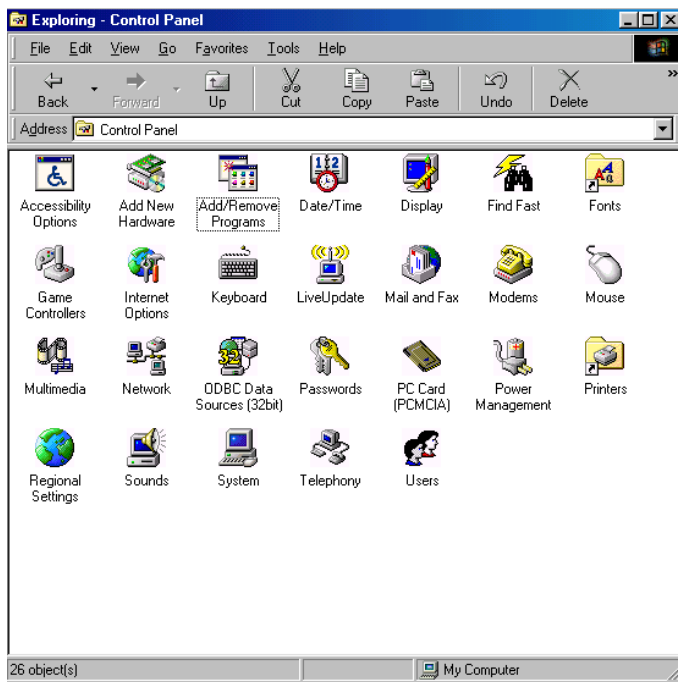 Exploring - Control Panel
File Edit View Go Favorites Tools Help
Back Forward Up Cut Copy Paste Undo Delete »
Address Control Panel
Accessibility Options
Add New Hardware
Add/Remove Programs
Date/Time
Display
Find Fast
Fonts
Game Controllers
Internet Options
Keyboard
LiveUpdate
Mail and Fax
Modems
Mouse
Multimedia
Network
ODBC Data Sources (32bit)
Passwords
PC Card (PCMCIA)
Power Management
Printers
Regional Settings
Sounds
System
Telephony
Users
26 object(s) My Computer